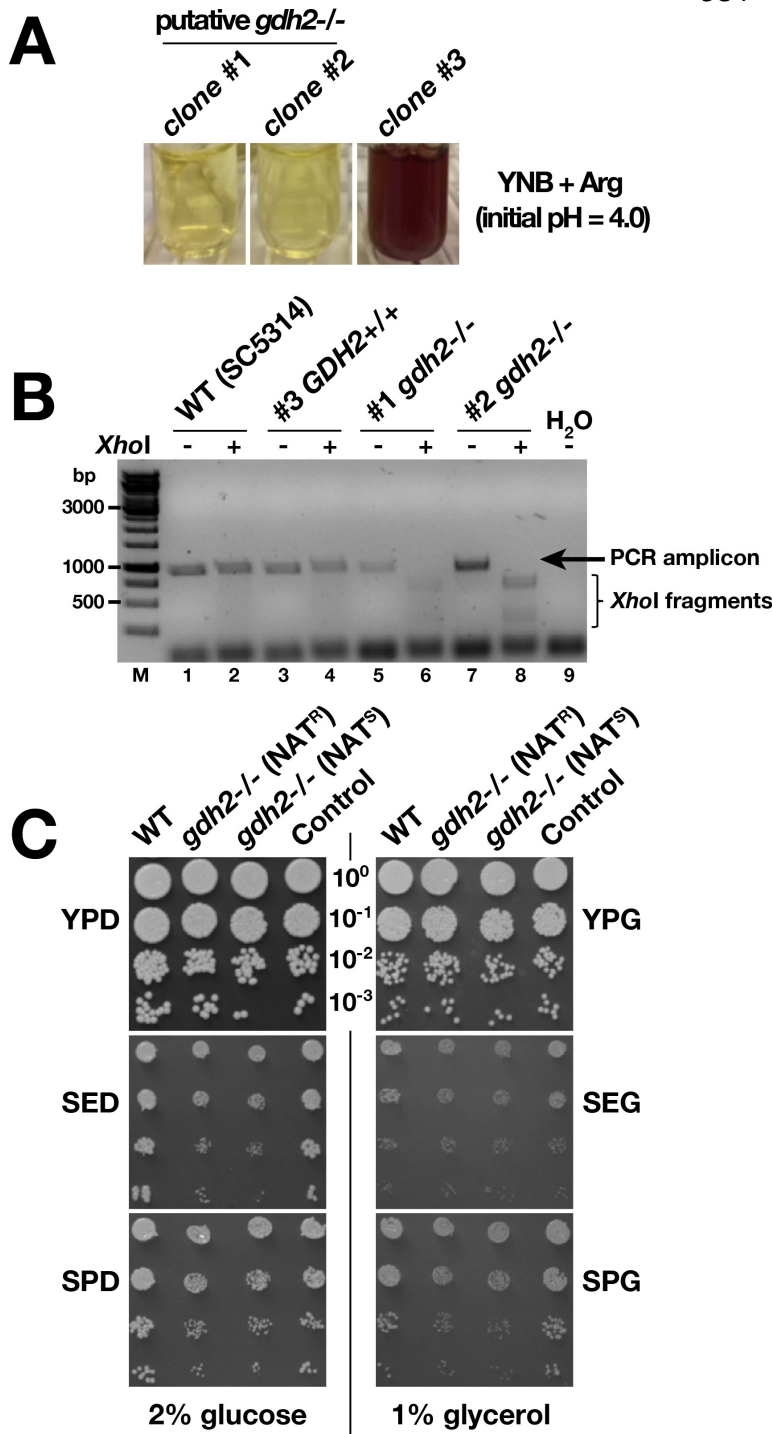 A
putative gdh2-/-
clone #1
clone #2
clone #3
YNB + Arg
(initial pH = 4.0)
B
WT (SC5314)
#3 GDH2+/+
#1 gdh2-/-
#2 gdh2-/-
H₂O
XhoI - + - + - + - + -
bp
3000
1000
500
PCR amplicon
XhoI fragments
M 1 2 3 4 5 6 7 8 9
C
WT
gdh2-/- (NATᴿ)
gdh2-/- (NATˢ)
Control
WT
gdh2-/- (NATᴿ)
gdh2-/- (NATˢ)
Control
YPD
10⁰
10⁻¹
10⁻²
10⁻³
YPG
SED
SEG
SPD
SPG
2% glucose
1% glycerol